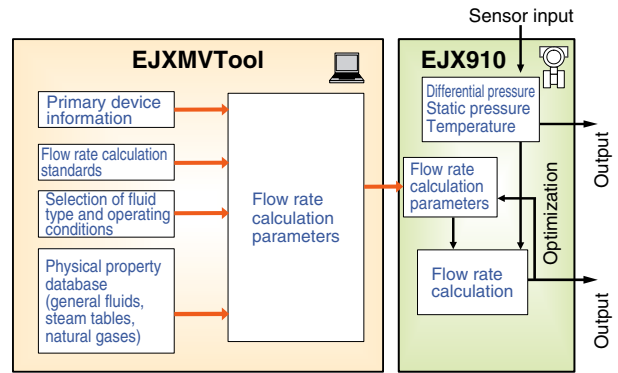 Sensor input
EJXMVTool
EJX910
Primary device
information
Flow rate calculation
standards
Selection of fluid
type and operating
conditions
Physical property
database
(general fluids,
steam tables,
natural gases)
Flow rate
calculation
parameters
Differential pressure
Static pressure
Temperature
Output
Flow rate
calculation
parameters
Optimization
Flow rate
calculation
Output